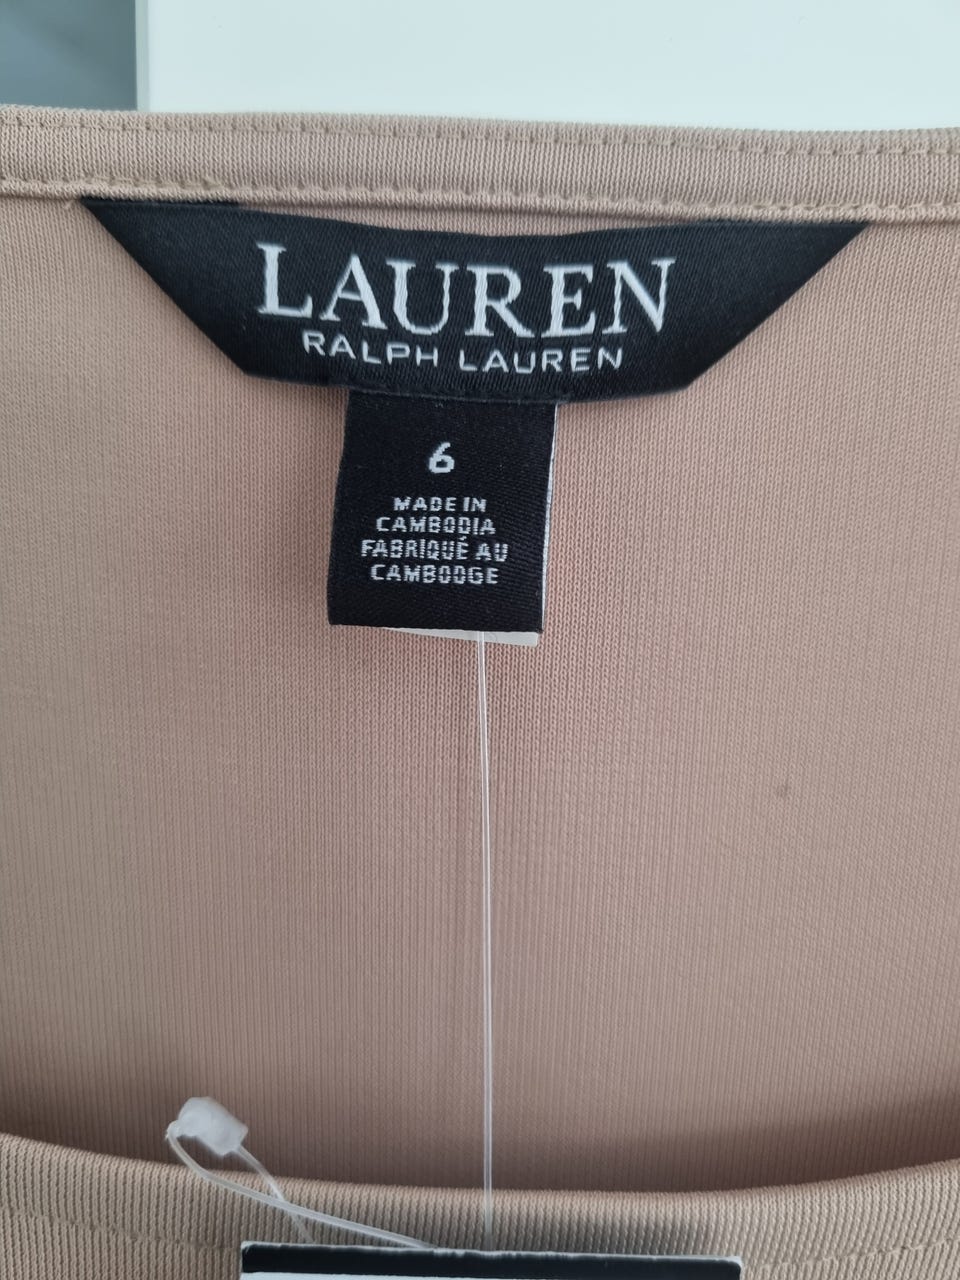 LAUREN
RALPH LAUREN
6
MADE IN
CAMBODIA
FABRIQUÉ AU
CAMBODGE